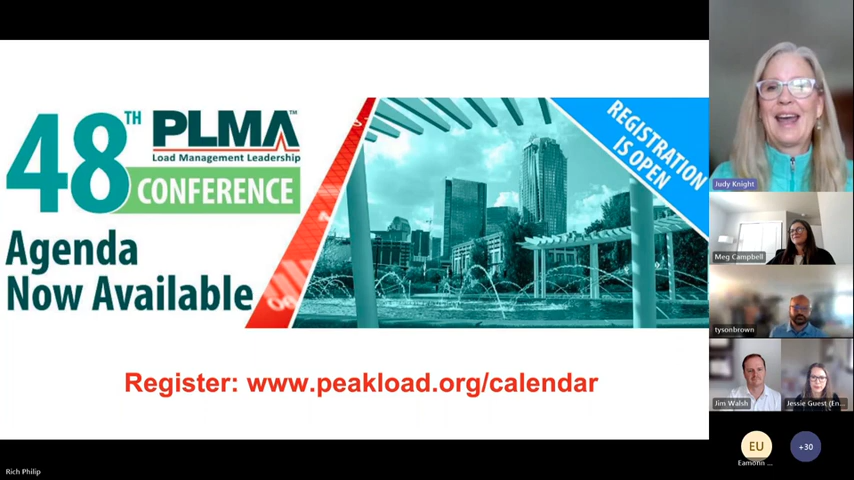 48TH PLMA™
Load Management Leadership
CONFERENCE
Agenda
Now Available
REGISTRATION
IS OPEN
Register: www.peakload.org/calendar
Judy Knight
Meg Campbell
tysonbrown
Jim Walsh
Jessie Guest (En...
EU
+30
Eamonn ...
Rich Philip